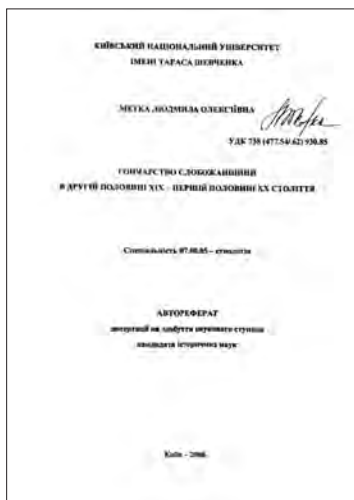 КИЇВСЬКИЙ НАЦІОНАЛЬНИЙ УНІВЕРСИТЕТ
ІМЕНІ ТАРАСА ШЕВЧЕНКА
МЕТКА ЛЮДМИЛА ОЛЕКСІЇВНА
УДК 738 (477.54/.62) 930.85
ГОНЧАРСТВО СЛОБОЖАНЩИНИ
В ДРУГІЙ ПОЛОВИНІ ХІХ – ПЕРШІЙ ПОЛОВИНІ ХХ СТОЛІТТЯ
Спеціальність 07.00.05 – етнологія
АВТОРЕФЕРАТ
дисертації на здобуття наукового ступеня
кандидата історичних наук
Київ –